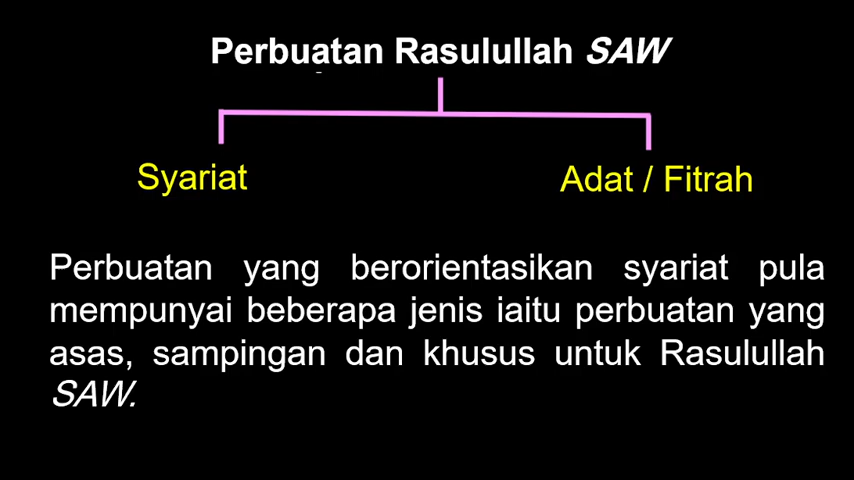 Perbuatan Rasulullah SAW
Syariat
Adat / Fitrah
Perbuatan yang berorientasikan syariat pula
mempunyai beberapa jenis iaitu perbuatan yang
asas, sampingan dan khusus untuk Rasulullah
SAW.